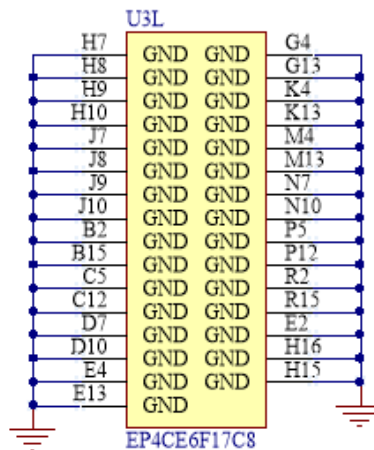 U3L
H7 GND GND G4
H8 GND GND G13
H9 GND GND K4
H10 GND GND K13
J7 GND GND M4
J8 GND GND M13
J9 GND GND N7
J10 GND GND N10
B2 GND GND P5
B15 GND GND P12
C5 GND GND R2
C12 GND GND R15
D7 GND GND E2
D10 GND GND H16
E4 GND GND H15
E13 GND
EP4CE6F17C8